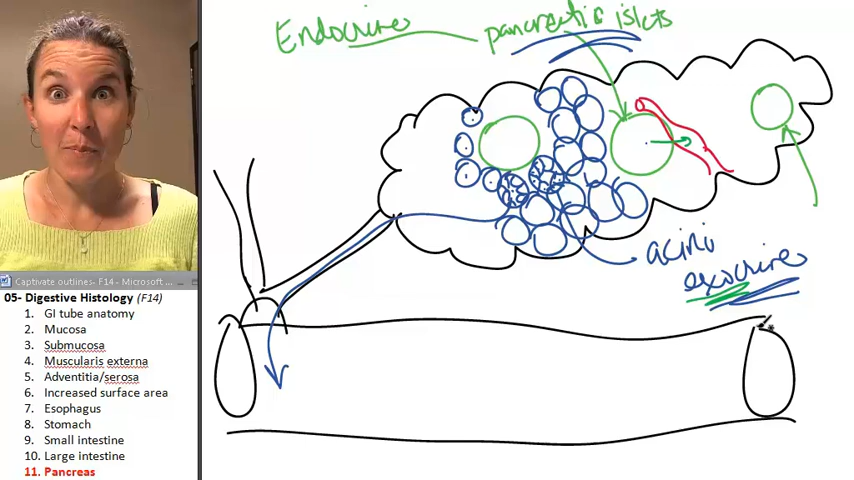 Endocrine pancreatic islets
acini
exocrine
Captivate outlines- F14 - Microsoft ...
05- Digestive Histology (F14)
1. GI tube anatomy
2. Mucosa
3. Submucosa
4. Muscularis externa
5. Adventitia/serosa
6. Increased surface area
7. Esophagus
8. Stomach
9. Small intestine
10. Large intestine
11. Pancreas